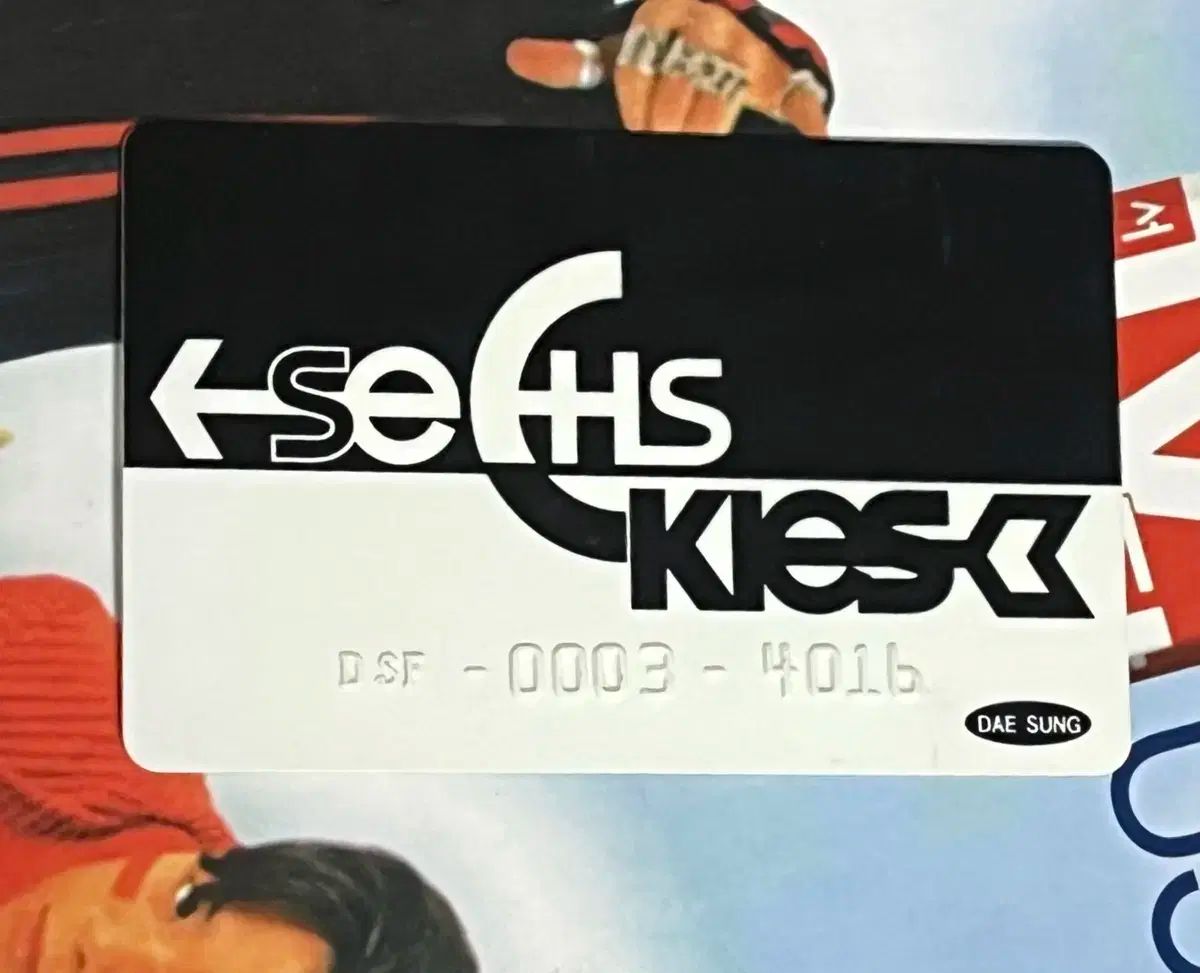 SECHS
KIES
DSF - 0003 - 4016
DAE SUNG